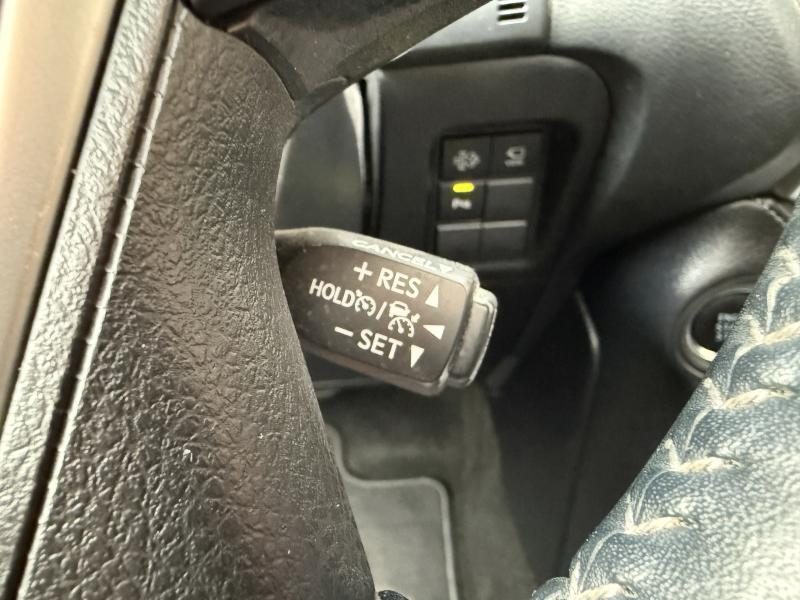 CANCEL
+ RES ▲
HOLD /
− SET ▼